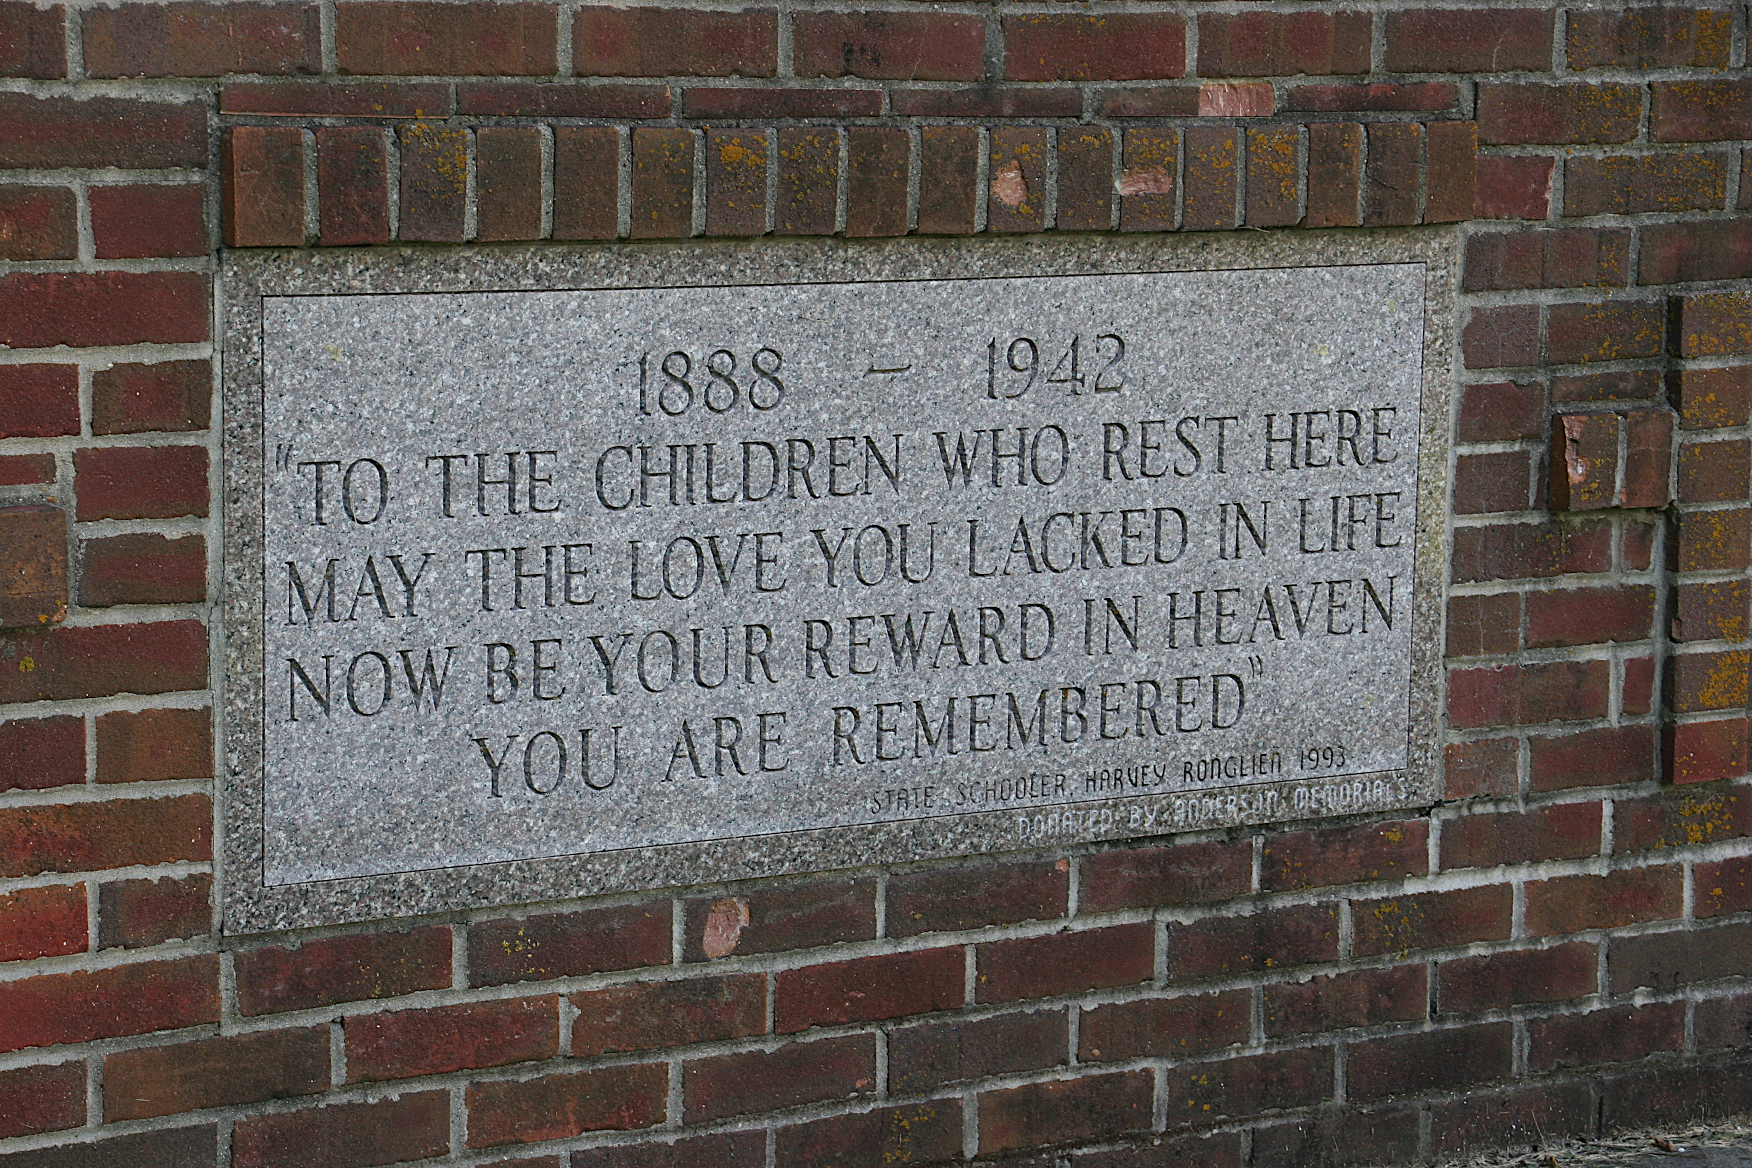 1888 - 1942
"TO THE CHILDREN WHO REST HERE
MAY THE LOVE YOU LACKED IN LIFE
NOW BE YOUR REWARD IN HEAVEN
YOU ARE REMEMBERED"
STATE SCHOOLER, HARVEY RONGLIEN 1993
DONATED BY ANDERSON MEMORIALS